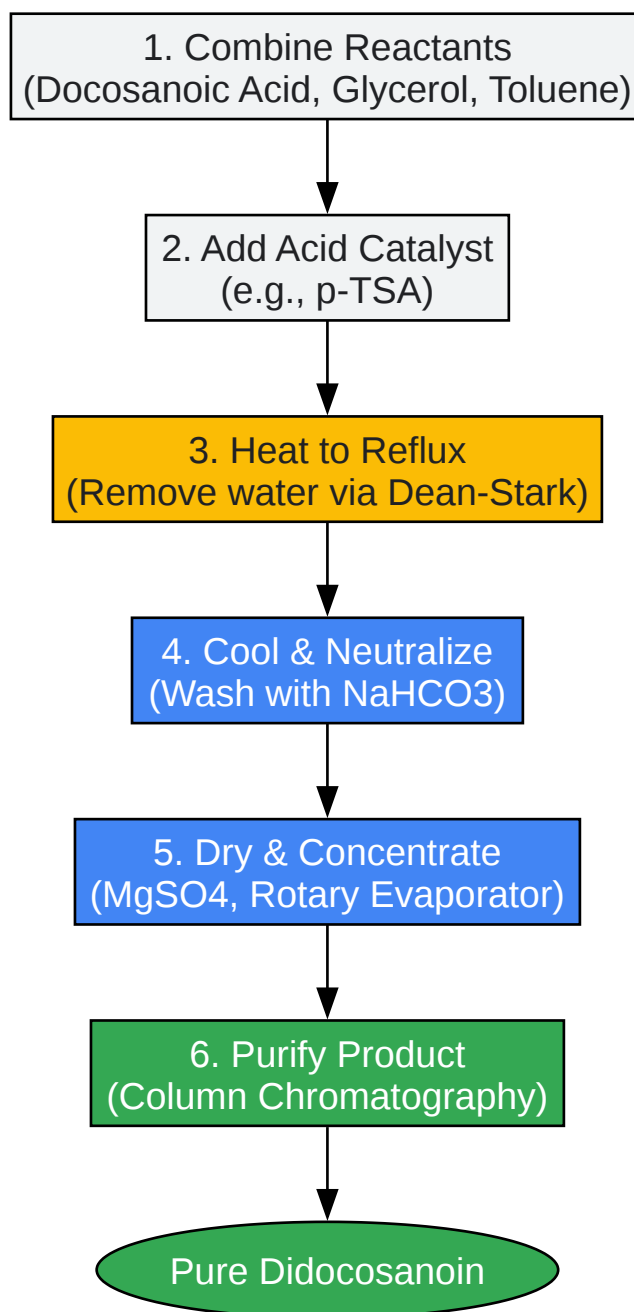 1. Combine Reactants
(Docosanoic Acid, Glycerol, Toluene)
2. Add Acid Catalyst
(e.g., p-TSA)
3. Heat to Reflux
(Remove water via Dean-Stark)
4. Cool & Neutralize
(Wash with NaHCO3)
5. Dry & Concentrate
(MgSO4, Rotary Evaporator)
6. Purify Product
(Column Chromatography)
Pure Didocosanoin